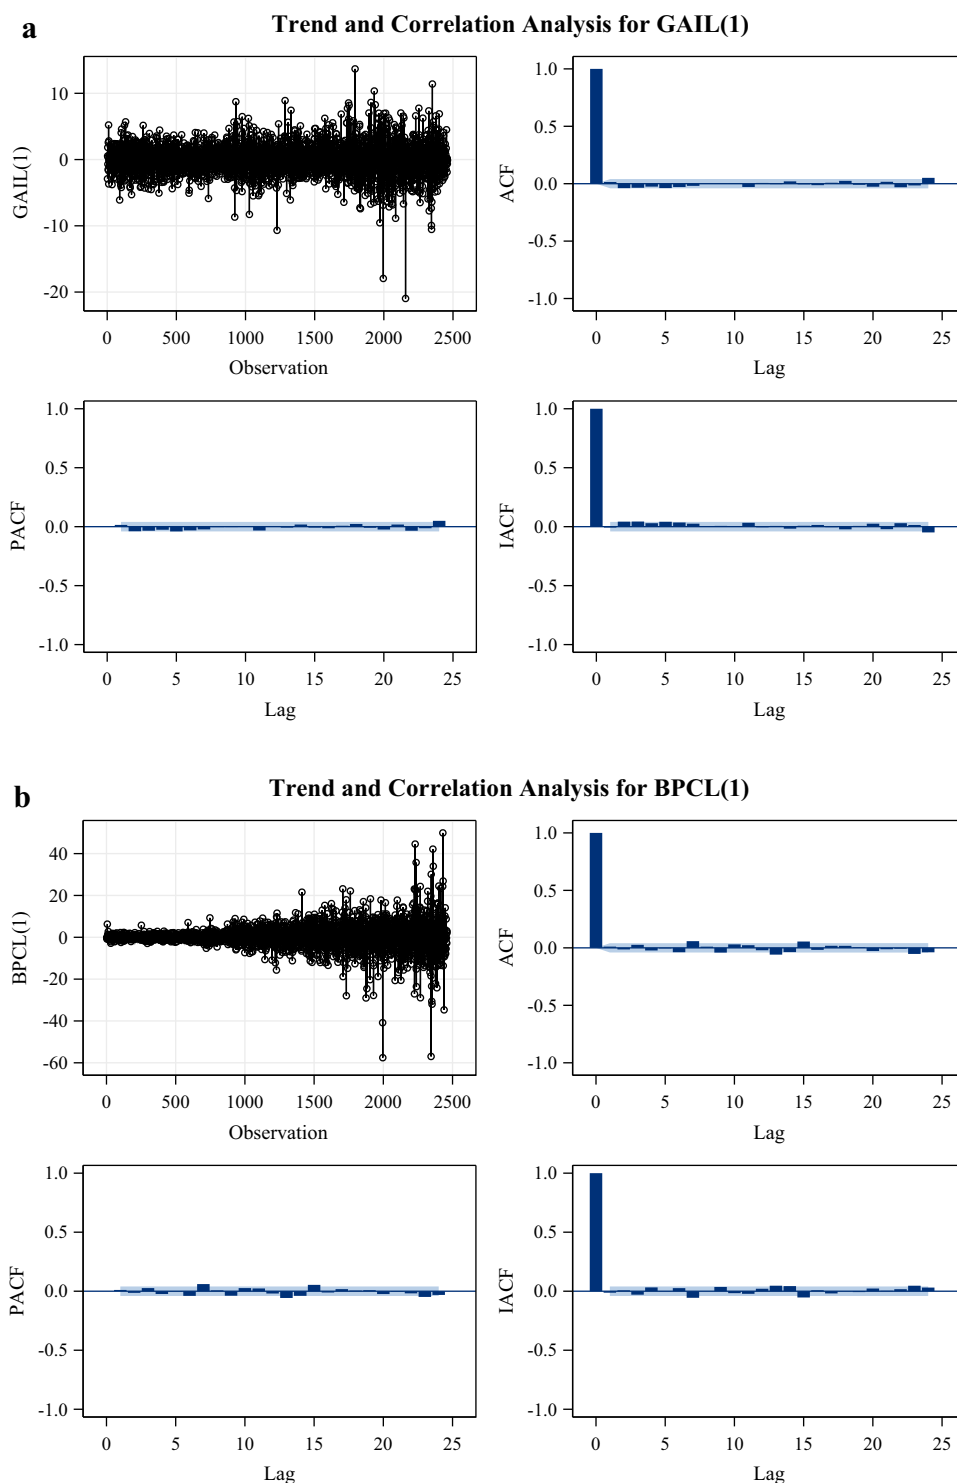 a
Trend and Correlation Analysis for GAIL(1)
GAIL(1)
10
0
-10
-20
0 500 1000 1500 2000 2500
Observation
ACF
1.0
0.5
0.0
-0.5
-1.0
0 5 10 15 20 25
Lag
PACF
1.0
0.5
0.0
-0.5
-1.0
0 5 10 15 20 25
Lag
IACF
1.0
0.5
0.0
-0.5
-1.0
0 5 10 15 20 25
Lag
b
Trend and Correlation Analysis for BPCL(1)
BPCL(1)
40
20
0
-20
-40
-60
0 500 1000 1500 2000 2500
Observation
ACF
1.0
0.5
0.0
-0.5
-1.0
0 5 10 15 20 25
Lag
PACF
1.0
0.5
0.0
-0.5
-1.0
0 5 10 15 20 25
Lag
IACF
1.0
0.5
0.0
-0.5
-1.0
0 5 10 15 20 25
Lag